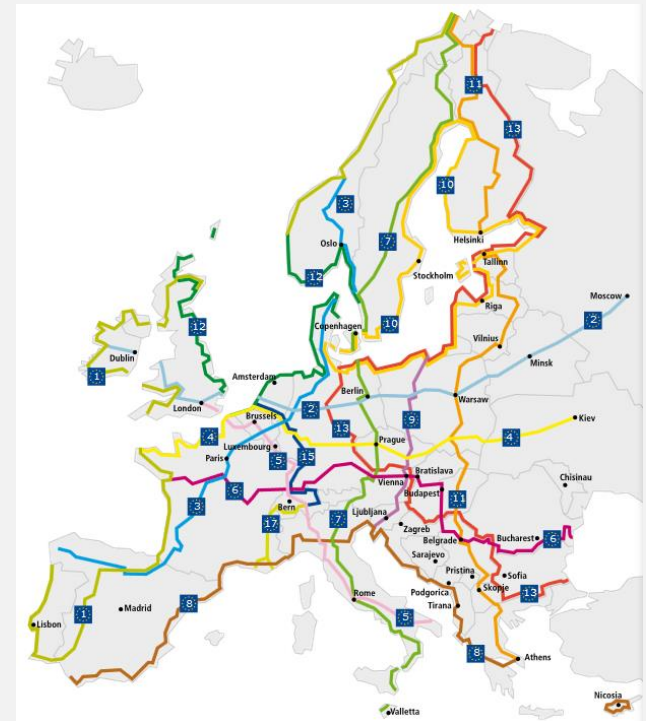 11
13
3
10
7
Oslo
Helsinki
12
Tallinn
Stockholm
Moscow
Riga
10
2
12
Copenhagen
Vilnius
Dublin
Minsk
1
Amsterdam
Berlin
Warsaw
London
2
Brussels
9
Kiev
4
13
4
Luxembourg
Prague
5
15
Paris
Bratislava
Vienna
Chisinau
6
Budapest
11
3
Bern
17
7
Ljubljana
Zagreb
Bucharest
6
Belgrade
Sarajevo
Pristina
Sofia
Skopje
13
Podgorica
Rome
Tirana
8
Madrid
1
5
Lisbon
8
Athens
Nicosia
Valletta